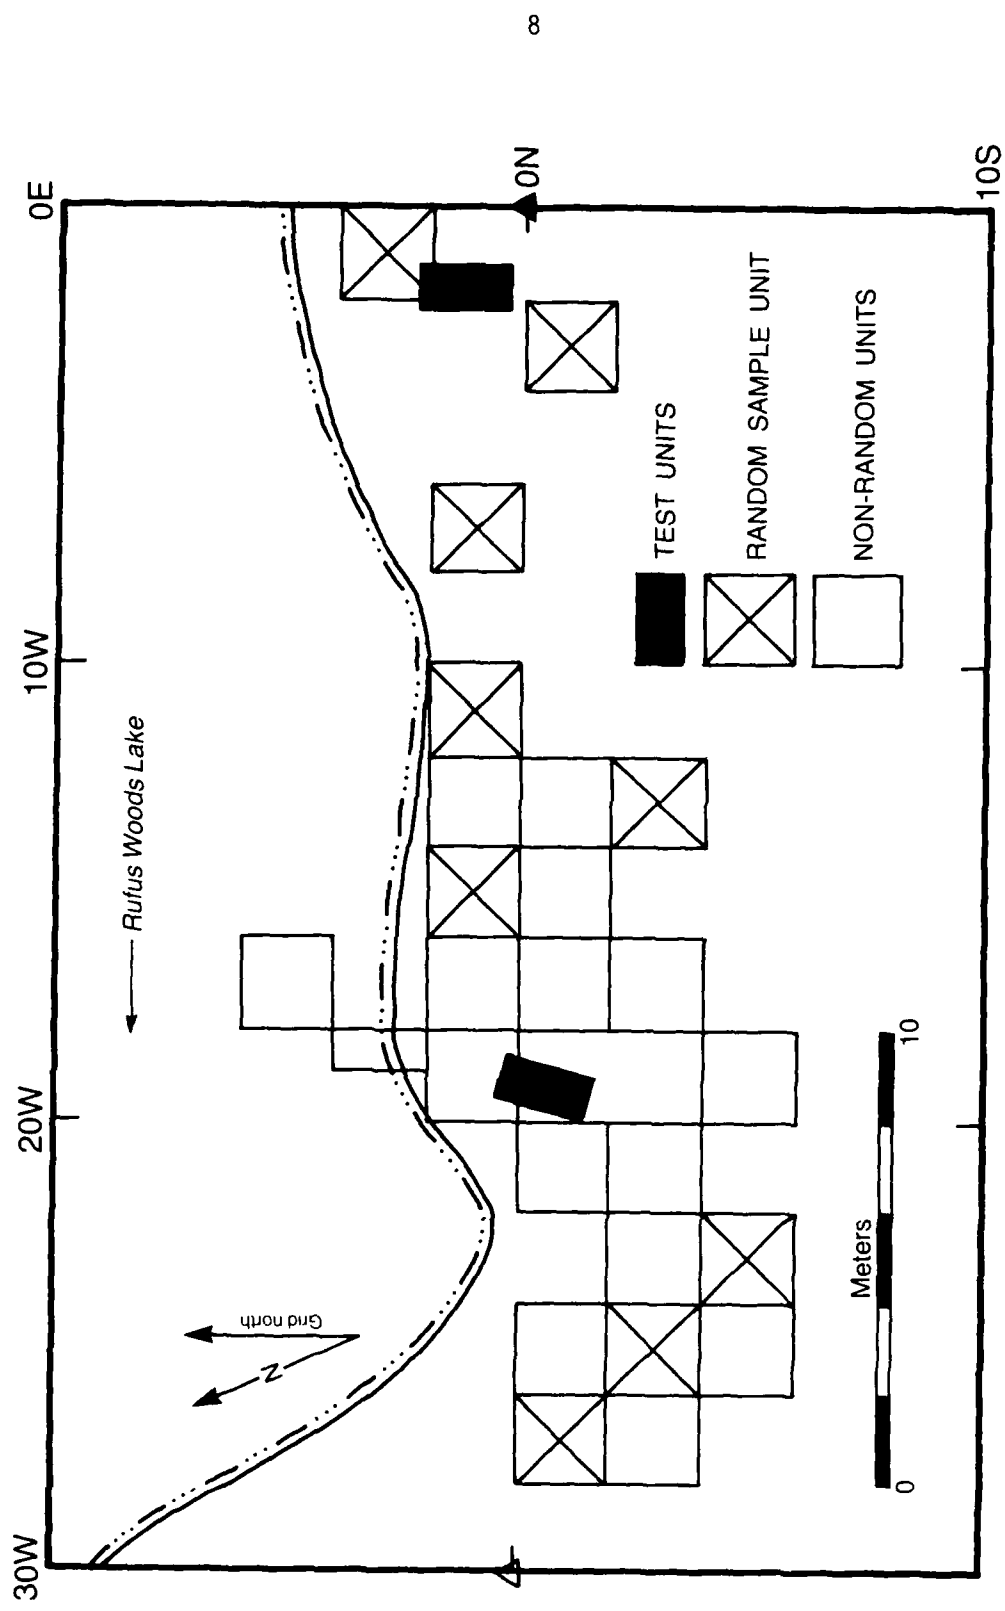 8
30W
20W
10W
0E
Rufus Woods Lake
N
Grid north
0N
TEST UNITS
RANDOM SAMPLE UNIT
NON-RANDOM UNITS
Meters
0
10
10S